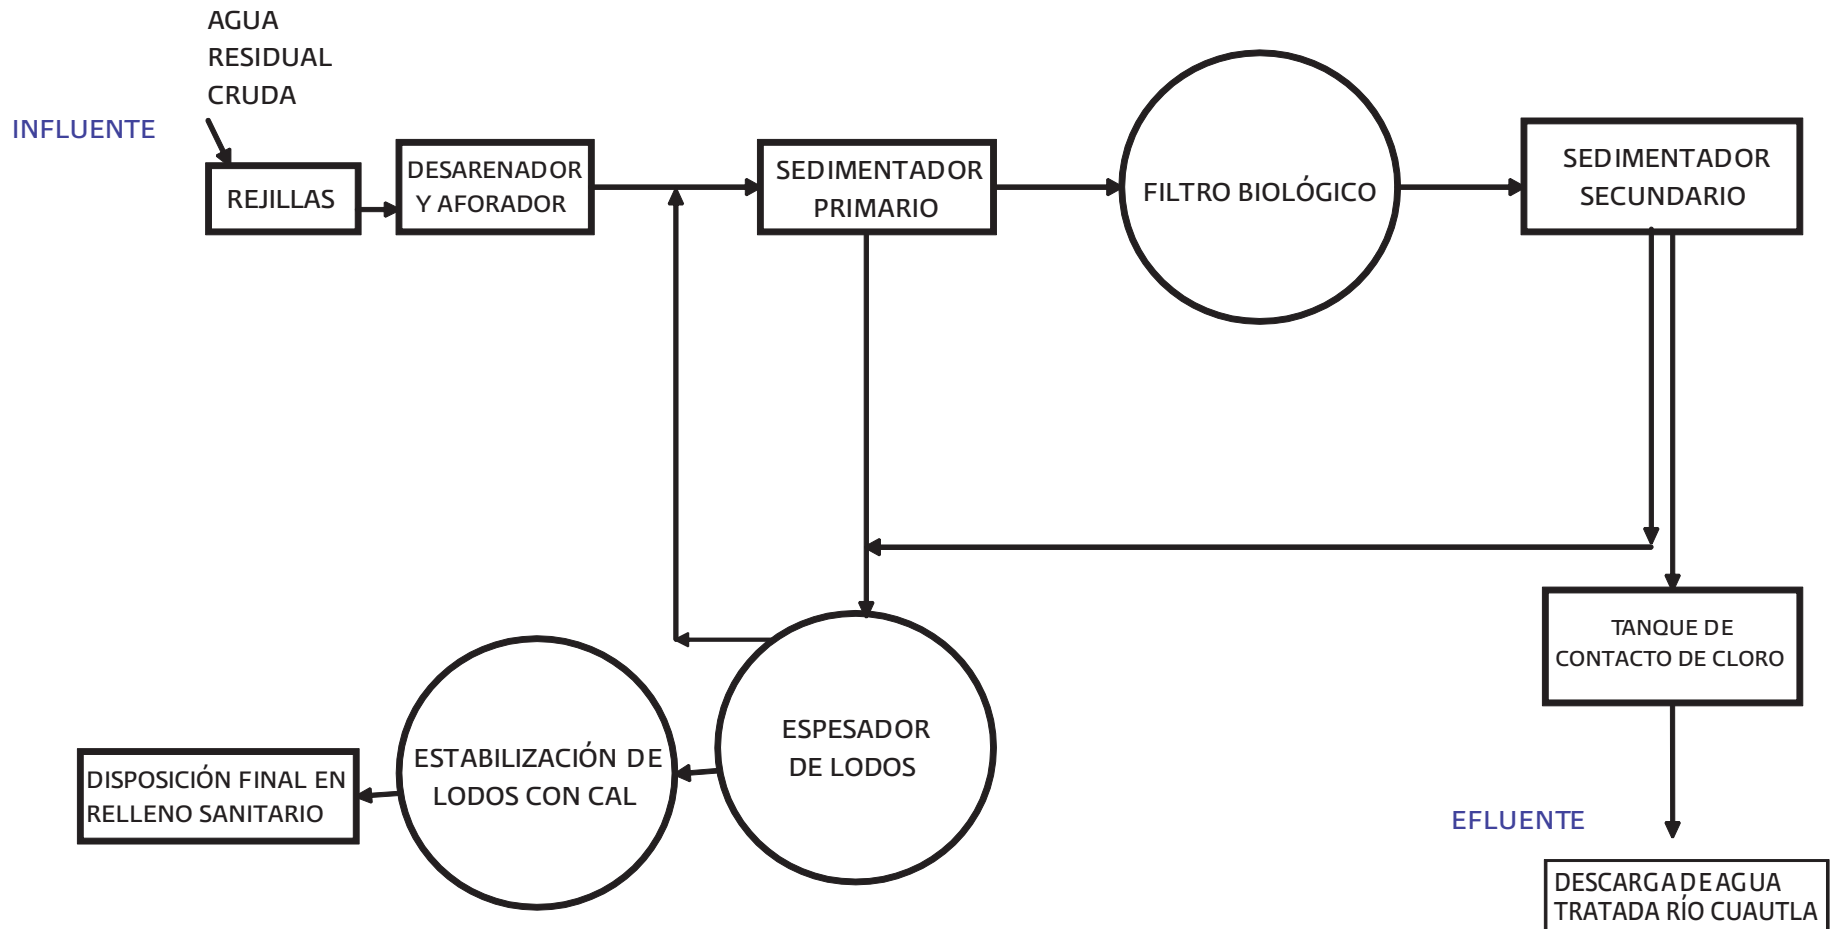 AGUA
RESIDUAL
CRUDA
INFLUENTE
REJILLAS
DESARENADOR
Y AFORADOR
SEDIMENTADOR
PRIMARIO
FILTRO BIOLÓGICO
SEDIMENTADOR
SECUNDARIO
TANQUE DE
CONTACTO DE CLORO
ESPESADOR
DE LODOS
ESTABILIZACIÓN DE
LODOS CON CAL
DISPOSICIÓN FINAL EN
RELLENO SANITARIO
EFLUENTE
DESCARGA DE AGUA
TRATADA RÍO CUAUTLA